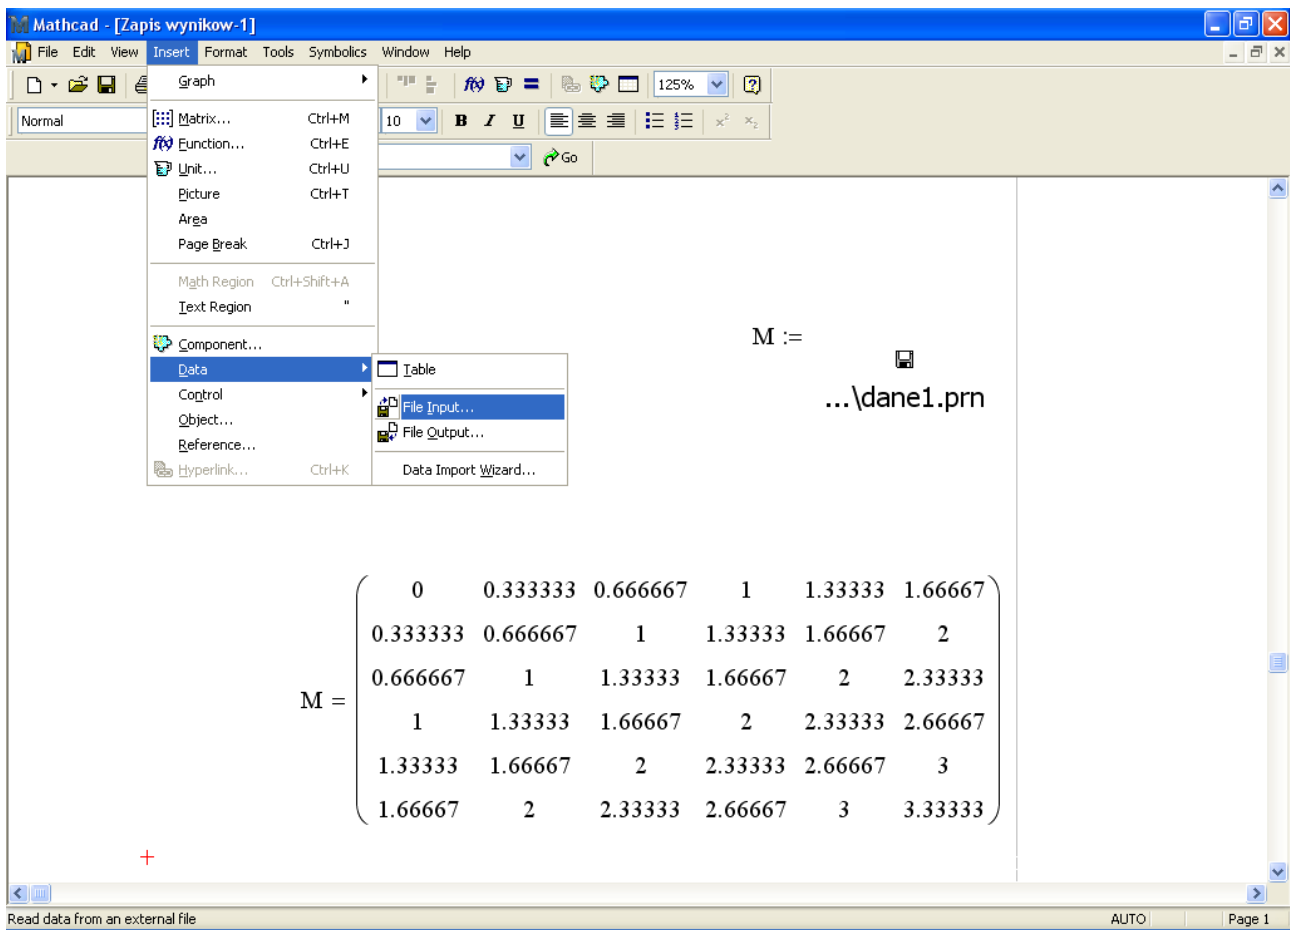 Mathcad - [Zapis wynikow-1]
File Edit View Insert Format Tools Symbolics Window Help
f(x) = 125% ?
Normal 10 B I U x² x₂
Go
Graph
Matrix... Ctrl+M
f(x) Function... Ctrl+E
Unit... Ctrl+U
Picture Ctrl+T
Area
Page Break Ctrl+J
Math Region Ctrl+Shift+A
Text Region "
Component...
Data
Control
Object...
Reference...
Hyperlink... Ctrl+K
Table
File Input...
File Output...
Data Import Wizard...
M :=
...\dane1.prn
M =
0 0.333333 0.666667 1 1.33333 1.66667
0.333333 0.666667 1 1.33333 1.66667 2
0.666667 1 1.33333 1.66667 2 2.33333
1 1.33333 1.66667 2 2.33333 2.66667
1.33333 1.66667 2 2.33333 2.66667 3
1.66667 2 2.33333 2.66667 3 3.33333
Read data from an external file AUTO Page 1